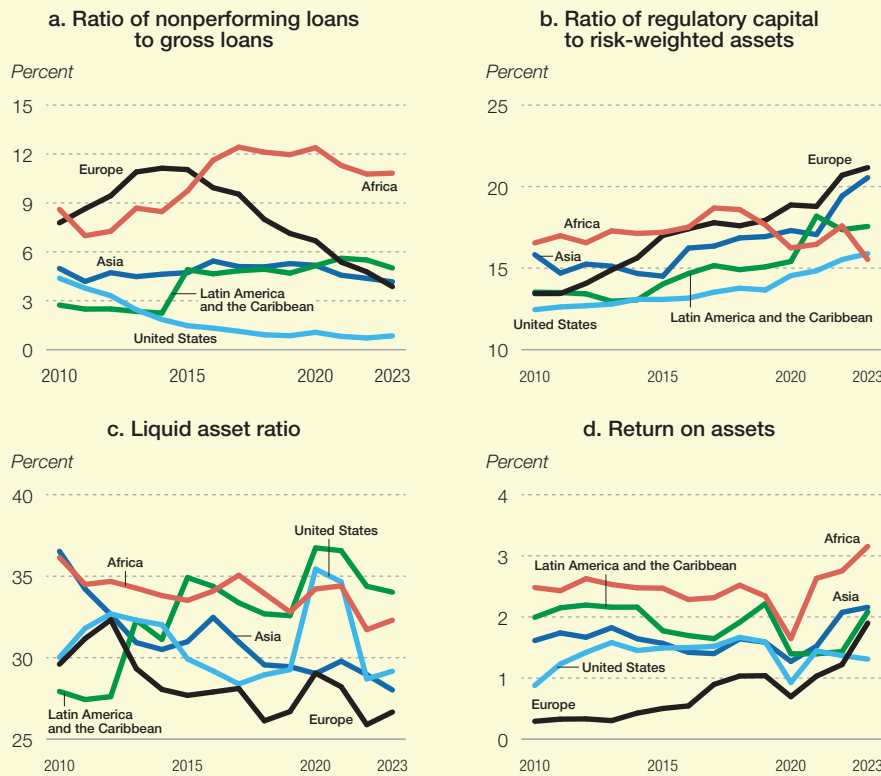 a. Ratio of nonperforming loans
to gross loans
Percent
15
12
9
6
3
0
Europe
Africa
Asia
Latin America
and the Caribbean
United States
2010
2015
2020
2023
b. Ratio of regulatory capital
to risk-weighted assets
Percent
25
20
15
10
Europe
Africa
Asia
Latin America and the Caribbean
United States
2010
2015
2020
2023
c. Liquid asset ratio
Percent
40
35
30
25
United States
Africa
Asia
Latin America
and the Caribbean
Europe
2010
2015
2020
2023
d. Return on assets
Percent
4
3
2
1
0
Africa
Latin America and the Caribbean
Asia
United States
Europe
2010
2015
2020
2023